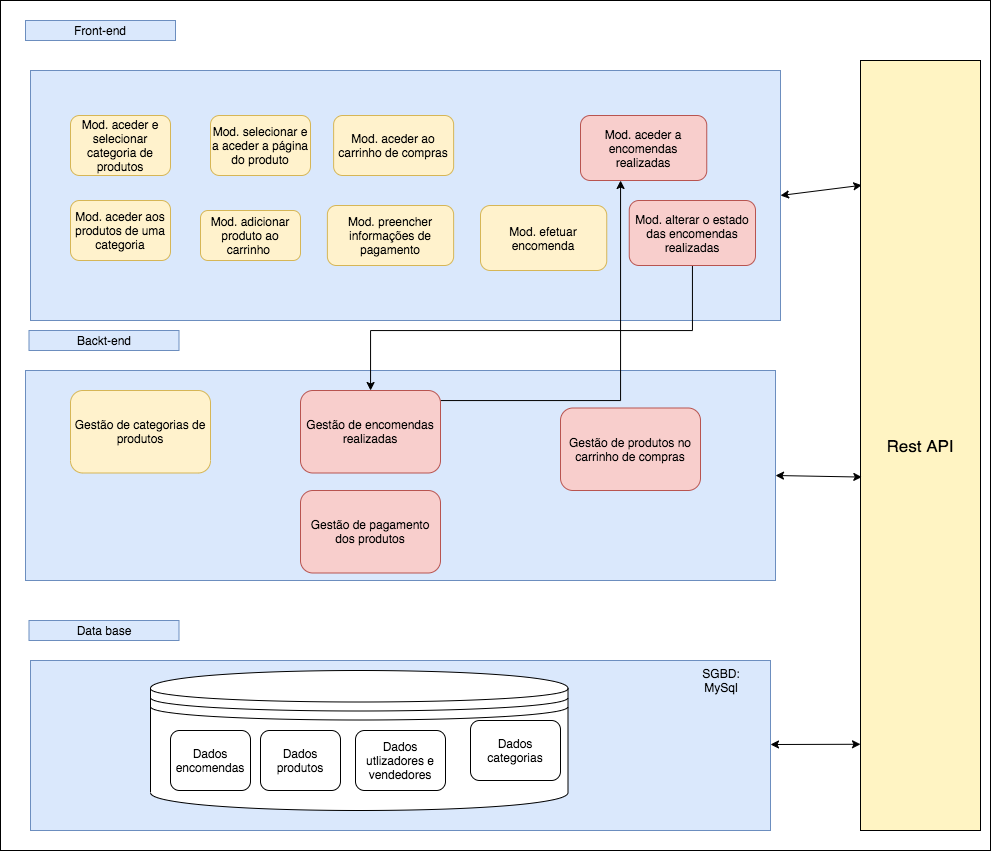 Front-end
Mod. aceder e
selecionar
categoria de
produtos
Mod. selecionar e
a aceder a página
do produto
Mod. aceder ao
carrinho de compras
Mod. aceder a
encomendas
realizadas
Mod. aceder aos
produtos de uma
categoria
Mod. adicionar
produto ao
carrinho
Mod. preencher
informações de
pagamento
Mod. efetuar
encomenda
Mod. alterar o estado
das encomendas
realizadas
Backt-end
Gestão de categorias de
produtos
Gestão de encomendas
realizadas
Gestão de produtos no
carrinho de compras
Gestão de pagamento
dos produtos
Rest API
Data base
SGBD:
MySql
Dados
encomendas
Dados
produtos
Dados
utlizadores e
vendedores
Dados
categorias